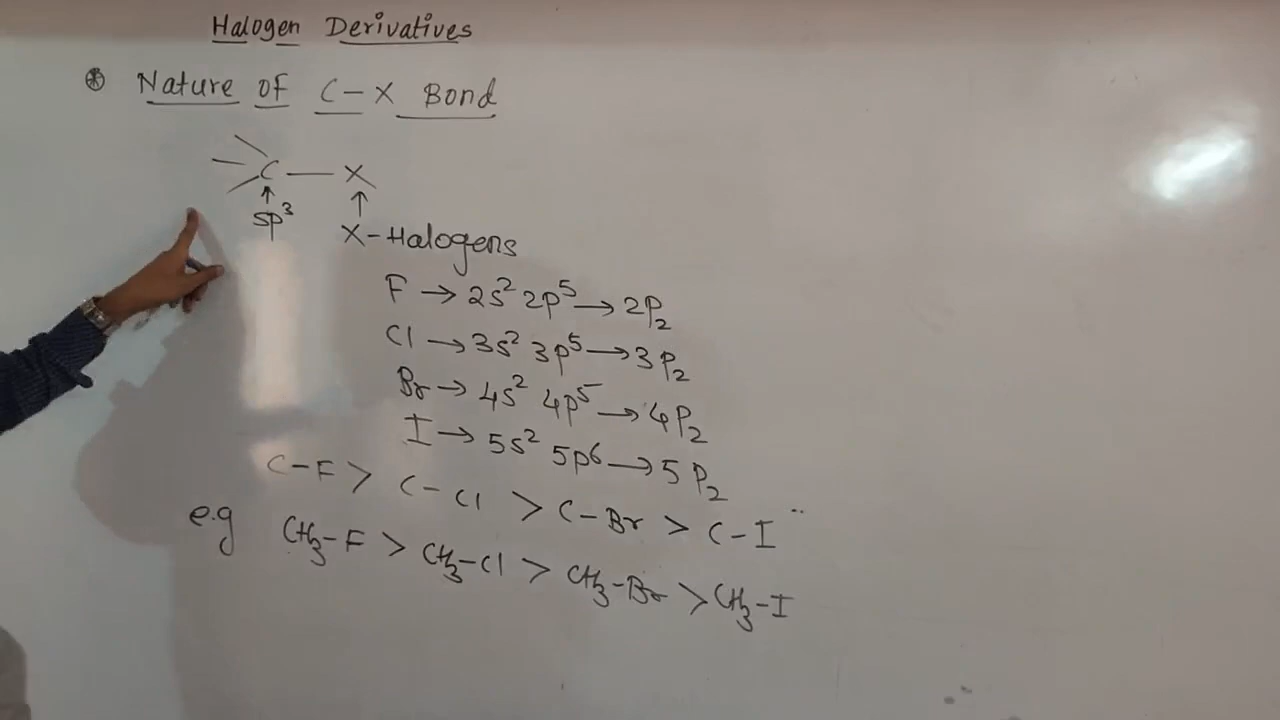 Halogen Derivatives
⊛ Nature of C-X Bond
C — X
↑ ↑
sp³ X-Halogens
F → 2s² 2p⁵ → 2P₂
Cl → 3s² 3p⁵ → 3P₂
Br → 4s² 4p⁵ → 4P₂
I → 5s² 5p⁶ → 5P₂
C-F > C-Cl > C-Br > C-I
e.g CH₃-F > CH₃-Cl > CH₃-Br > CH₃-I